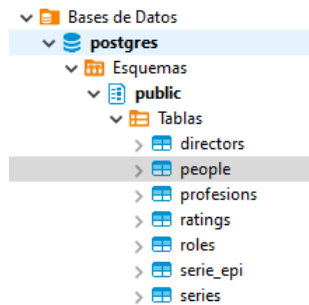 Bases de Datos
postgres
Esquemas
public
Tablas
directors
people
profesions
ratings
roles
serie_epi
series